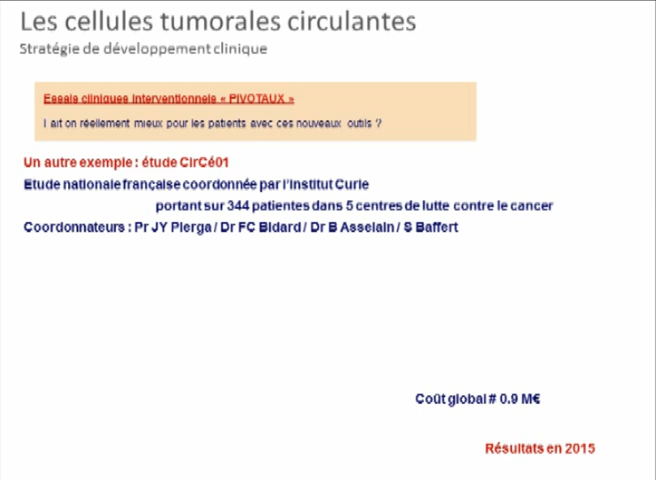 Les cellules tumorales circulantes
Stratégie de développement clinique
Essais cliniques Interventionnels « PIVOTAUX »
Fait on réellement mieux pour les patients avec ces nouveaux outils ?
Un autre exemple : étude CirCé01
Etude nationale française coordonnée par l'Institut Curie
portant sur 344 patientes dans 5 centres de lutte contre le cancer
Coordonnateurs : Pr JY Pierga / Dr FC Bidard / Dr B Asselain / S Baffert
Coût global # 0.9 M€
Résultats en 2015